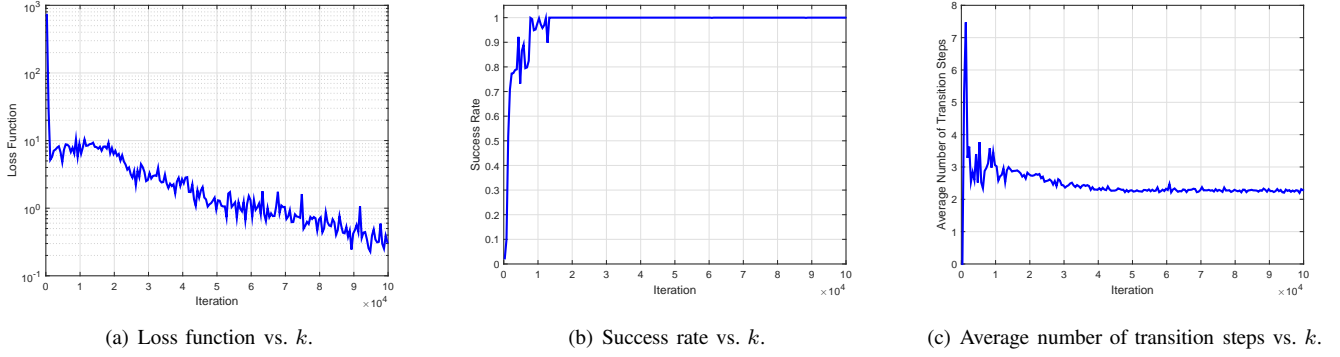 10^3
10^2
10^1
10^0
10^-1
Loss Function
0 1 2 3 4 5 6 7 8 9 10
Iteration
×10^4
(a) Loss function vs. k.
1
0.9
0.8
0.7
0.6
0.5
0.4
0.3
0.2
0.1
0
Success Rate
0 1 2 3 4 5 6 7 8 9 10
Iteration
×10^4
(b) Success rate vs. k.
8
7
6
5
4
3
2
1
0
Average Number of Transition Steps
0 1 2 3 4 5 6 7 8 9 10
Iteration
×10^4
(c) Average number of transition steps vs. k.